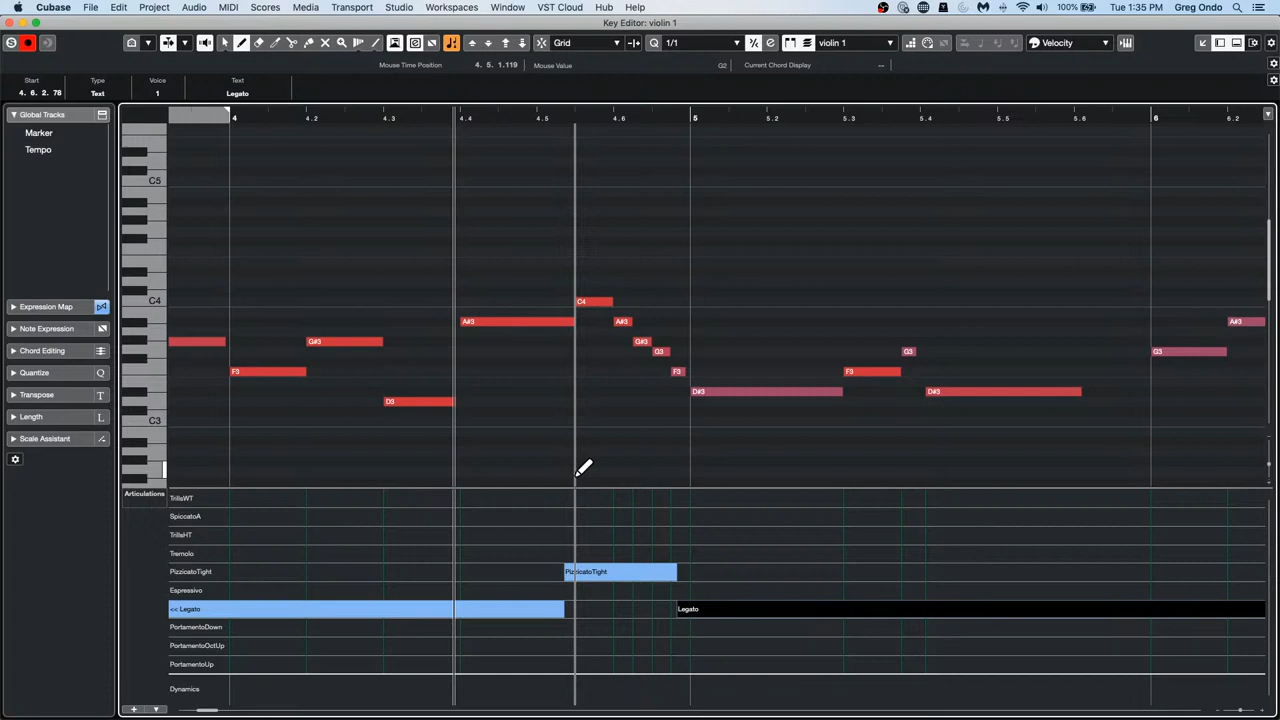 Cubase File Edit Project Audio MIDI Scores Media Transport Studio Workspaces Window VST Cloud Hub Help 100% Tue 1:35 PM Greg Ondo
Key Editor: violin 1
Grid 1/1 violin 1 Velocity
Mouse Time Position 4. 5. 1.119 Mouse Value G2 Current Chord Display --
Start Type Voice Text
4. 6. 2. 78 Text 1 Legato
Global Tracks
Marker
Tempo
Expression Map
Note Expression
Chord Editing
Quantize Q
Transpose T
Length L
Scale Assistant
4 4.2 4.3 4.4 4.5 4.6 5 5.2 5.3 5.4 5.5 5.6 6 6.2
C5
C4 C4
A#3 A#3 A#3
G#3 G#3
G3 G3 G3
F3 F3 F3
D#3 D#3
D3
C3
Articulations
TrillsWT
SpiccatoA
TrillsHT
Tremolo
PizzicatoTight PizzicatoTight
Espressivo
<< Legato Legato
PortamentoDown
PortamentoOctUp
PortamentoUp
Dynamics